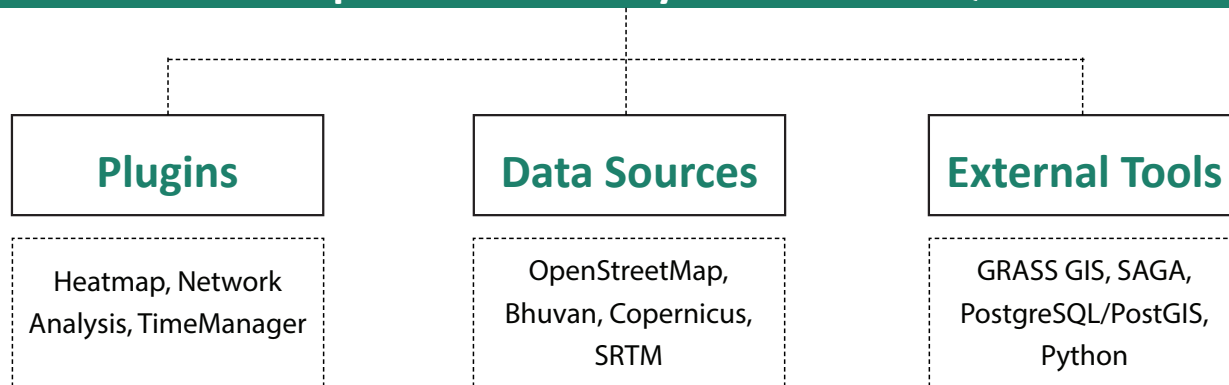 Plugins
Data Sources
External Tools
Heatmap, Network
Analysis, TimeManager
OpenStreetMap,
Bhuvan, Copernicus,
SRTM
GRASS GIS, SAGA,
PostgreSQL/PostGIS,
Python